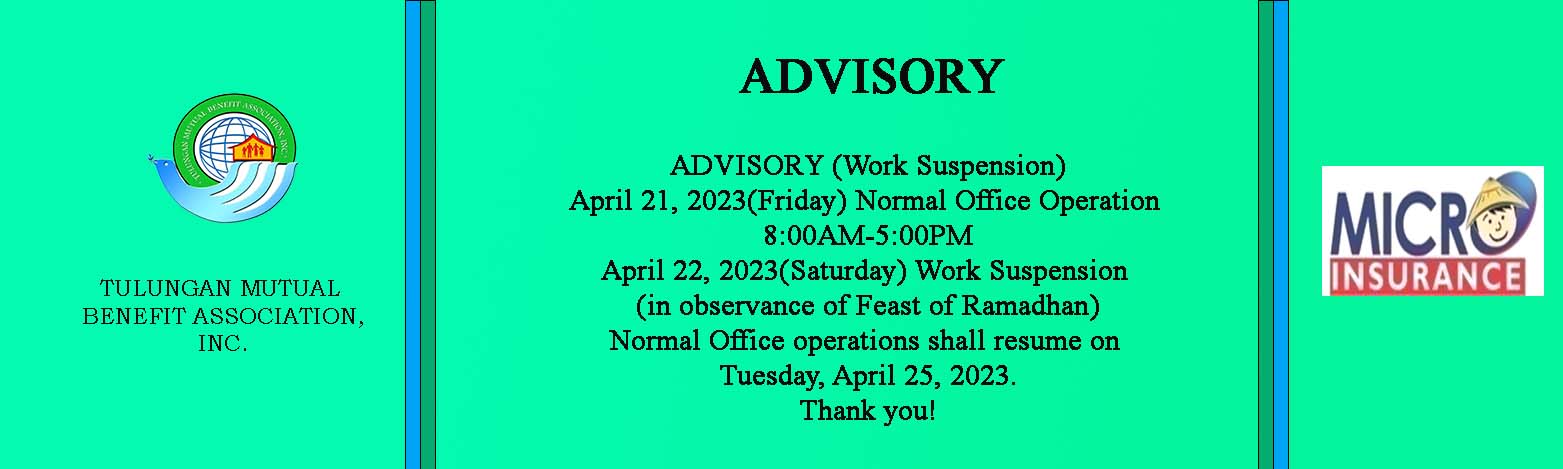 TULUNGAN MUTUAL BENEFIT ASSOCIATION, INC.
TULUNGAN MUTUAL
BENEFIT ASSOCIATION,
INC.
ADVISORY
ADVISORY (Work Suspension)
April 21, 2023(Friday) Normal Office Operation
8:00AM-5:00PM
April 22, 2023(Saturday) Work Suspension
(in observance of Feast of Ramadhan)
Normal Office operations shall resume on
Tuesday, April 25, 2023.
Thank you!
MICRO
INSURANCE